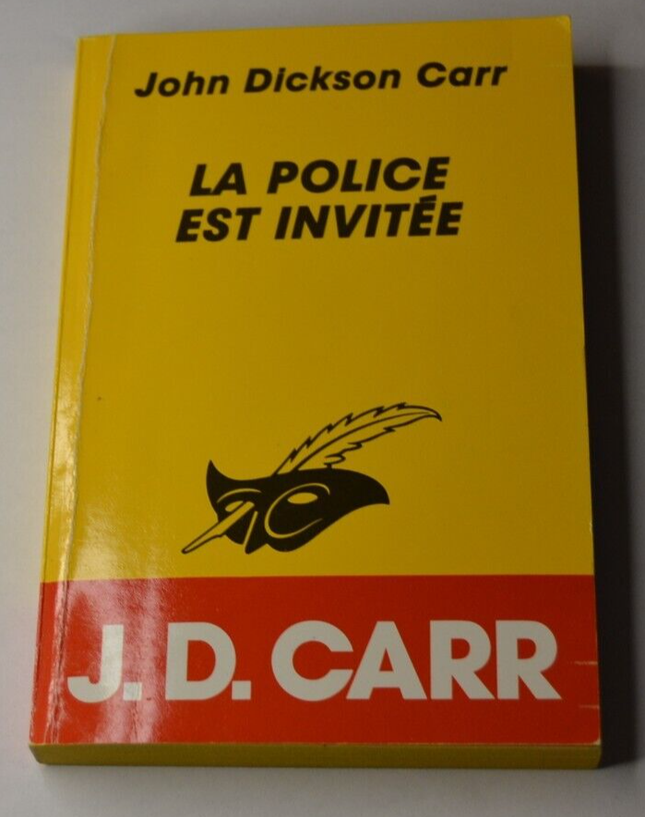 John Dickson Carr
LA POLICE
EST INVITÉE
J. D. CARR